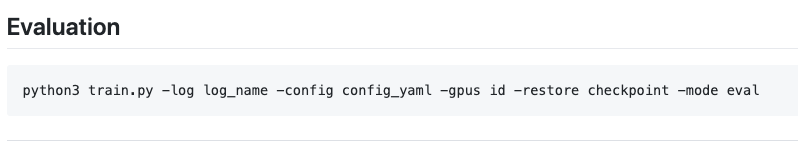 Evaluation
python3 train.py -log log_name -config config_yaml -gpus id -restore checkpoint -mode eval